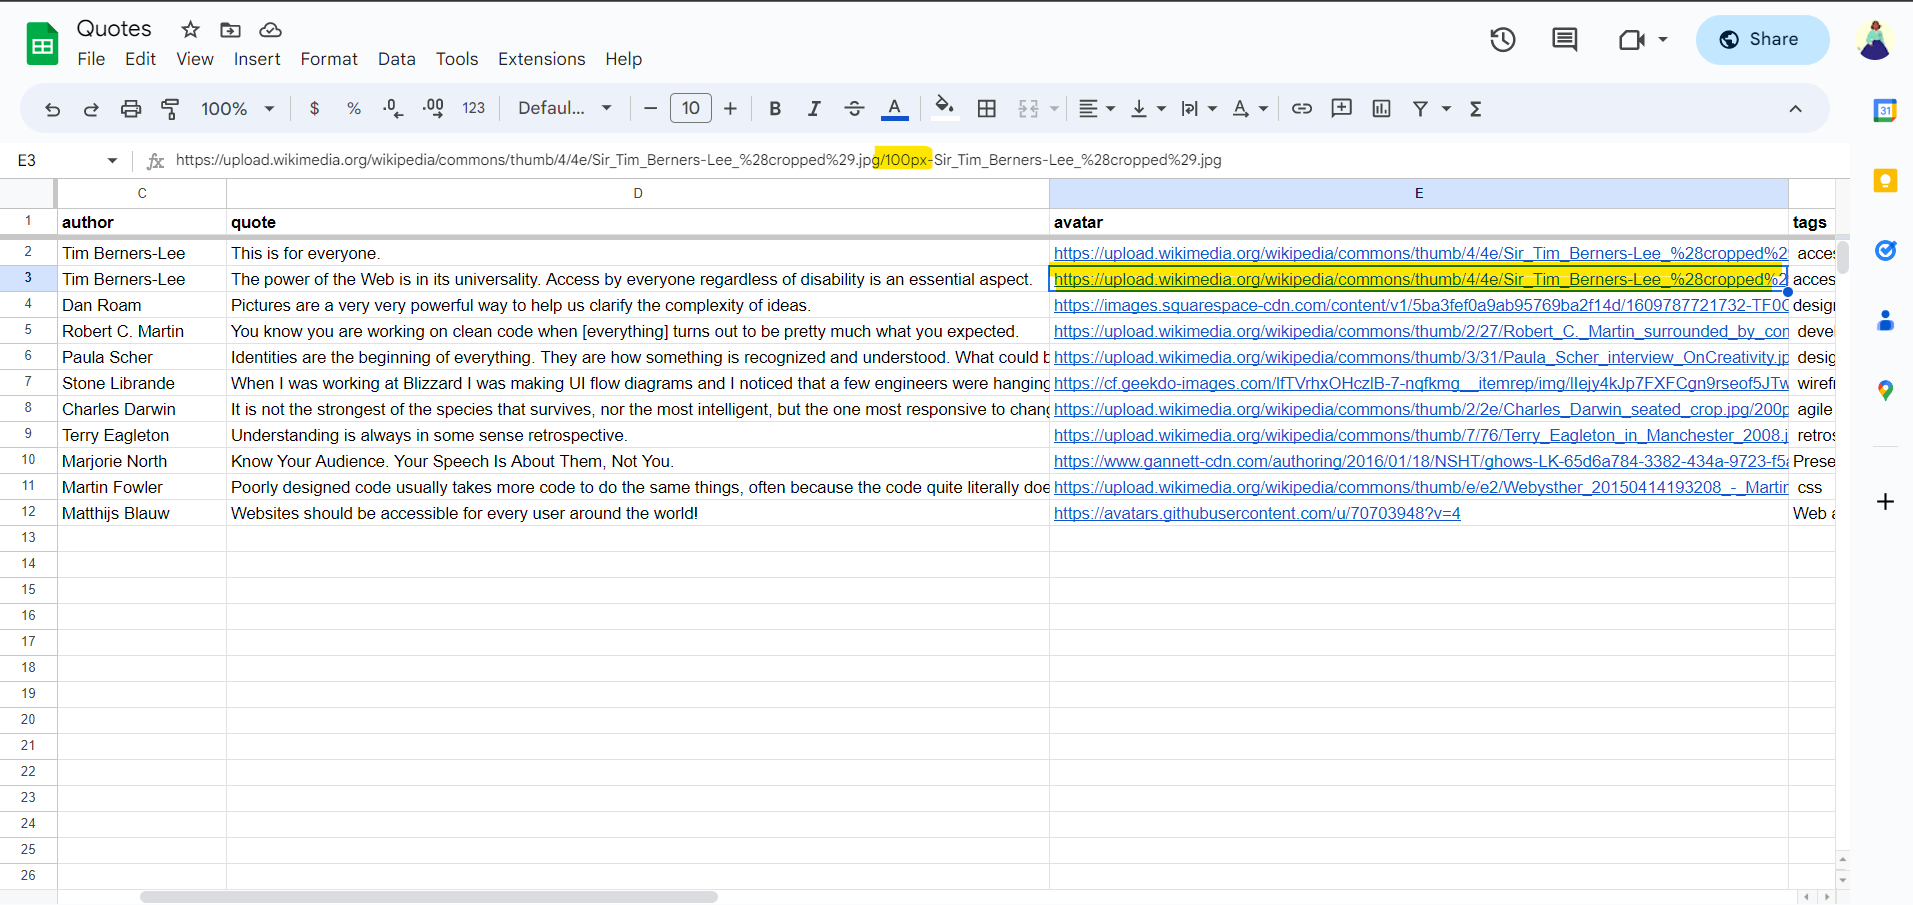 Quotes
File Edit View Insert Format Data Tools Extensions Help
Share
100% $ % .0 .00 123 Defaul... 10 B I A
31
E3 fx https://upload.wikimedia.org/wikipedia/commons/thumb/4/4e/Sir_Tim_Berners-Lee_%28cropped%29.jpg/100px-Sir_Tim_Berners-Lee_%28cropped%29.jpg
C D E
1 author quote avatar tags
2 Tim Berners-Lee This is for everyone. https://upload.wikimedia.org/wikipedia/commons/thumb/4/4e/Sir_Tim_Berners-Lee_%28cropped%2 acces
3 Tim Berners-Lee The power of the Web is in its universality. Access by everyone regardless of disability is an essential aspect. https://upload.wikimedia.org/wikipedia/commons/thumb/4/4e/Sir_Tim_Berners-Lee_%28cropped%2 acces
4 Dan Roam Pictures are a very very powerful way to help us clarify the complexity of ideas. https://images.squarespace-cdn.com/content/v1/5ba3fef0a9ab95769ba2f14d/1609787721732-TF0C desigr
5 Robert C. Martin You know you are working on clean code when [everything] turns out to be pretty much what you expected. https://upload.wikimedia.org/wikipedia/commons/thumb/2/27/Robert_C._Martin_surrounded_by_con devel
6 Paula Scher Identities are the beginning of everything. They are how something is recognized and understood. What could b https://upload.wikimedia.org/wikipedia/commons/thumb/3/31/Paula_Scher_interview_OnCreativity.jp desig
7 Stone Librande When I was working at Blizzard I was making UI flow diagrams and I noticed that a few engineers were hanging https://cf.geekdo-images.com/lfTVrhxOHczlB-7-nqfkmg__itemrep/img/Ilejy4kJp7FXFCgn9rseof5JTw wirefr
8 Charles Darwin It is not the strongest of the species that survives, nor the most intelligent, but the one most responsive to chang https://upload.wikimedia.org/wikipedia/commons/thumb/2/2e/Charles_Darwin_seated_crop.jpg/200p agile
9 Terry Eagleton Understanding is always in some sense retrospective. https://upload.wikimedia.org/wikipedia/commons/thumb/7/76/Terry_Eagleton_in_Manchester_2008.j retros
10 Marjorie North Know Your Audience. Your Speech Is About Them, Not You. https://www.gannett-cdn.com/authoring/2016/01/18/NSHT/ghows-LK-65d6a784-3382-434a-9723-f5a Prese
11 Martin Fowler Poorly designed code usually takes more code to do the same things, often because the code quite literally doe https://upload.wikimedia.org/wikipedia/commons/thumb/e/e2/Webysther_20150414193208_-_Martin css
12 Matthijs Blauw Websites should be accessible for every user around the world! https://avatars.githubusercontent.com/u/70703948?v=4 Web a
13
14
15
16
17
18
19
20
21
22
23
24
25
26